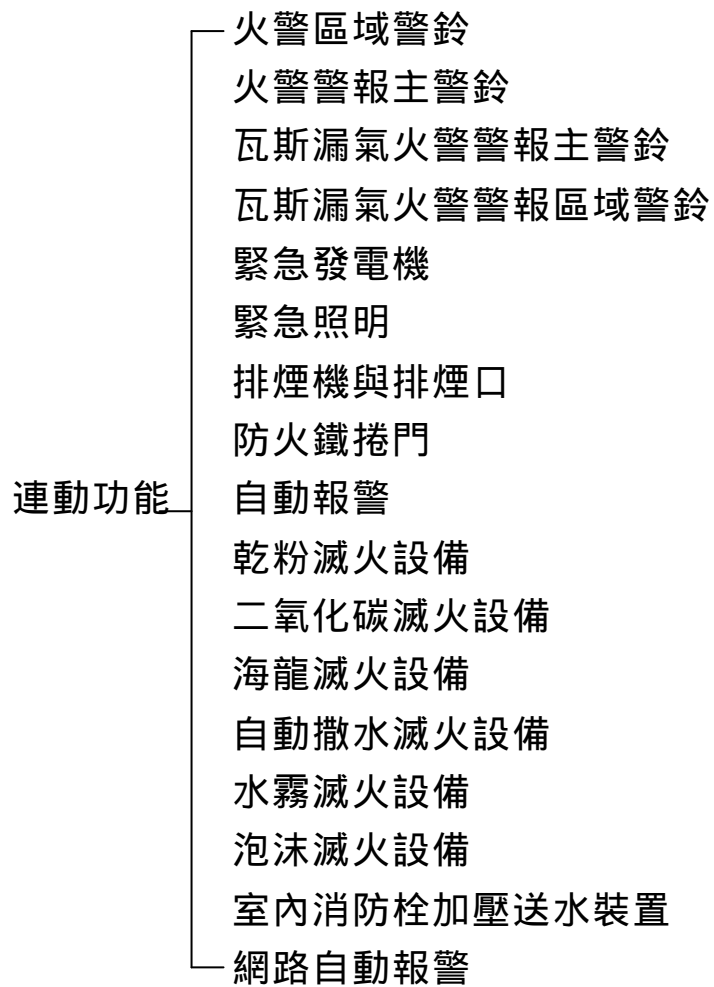 火警區域警鈴
火警警報主警鈴
瓦斯漏氣火警警報主警鈴
瓦斯漏氣火警警報區域警鈴
緊急發電機
緊急照明
排煙機與排煙口
防火鐵捲門
連動功能
自動報警
乾粉滅火設備
二氧化碳滅火設備
海龍滅火設備
自動撒水滅火設備
水霧滅火設備
泡沫滅火設備
室內消防栓加壓送水裝置
網路自動報警